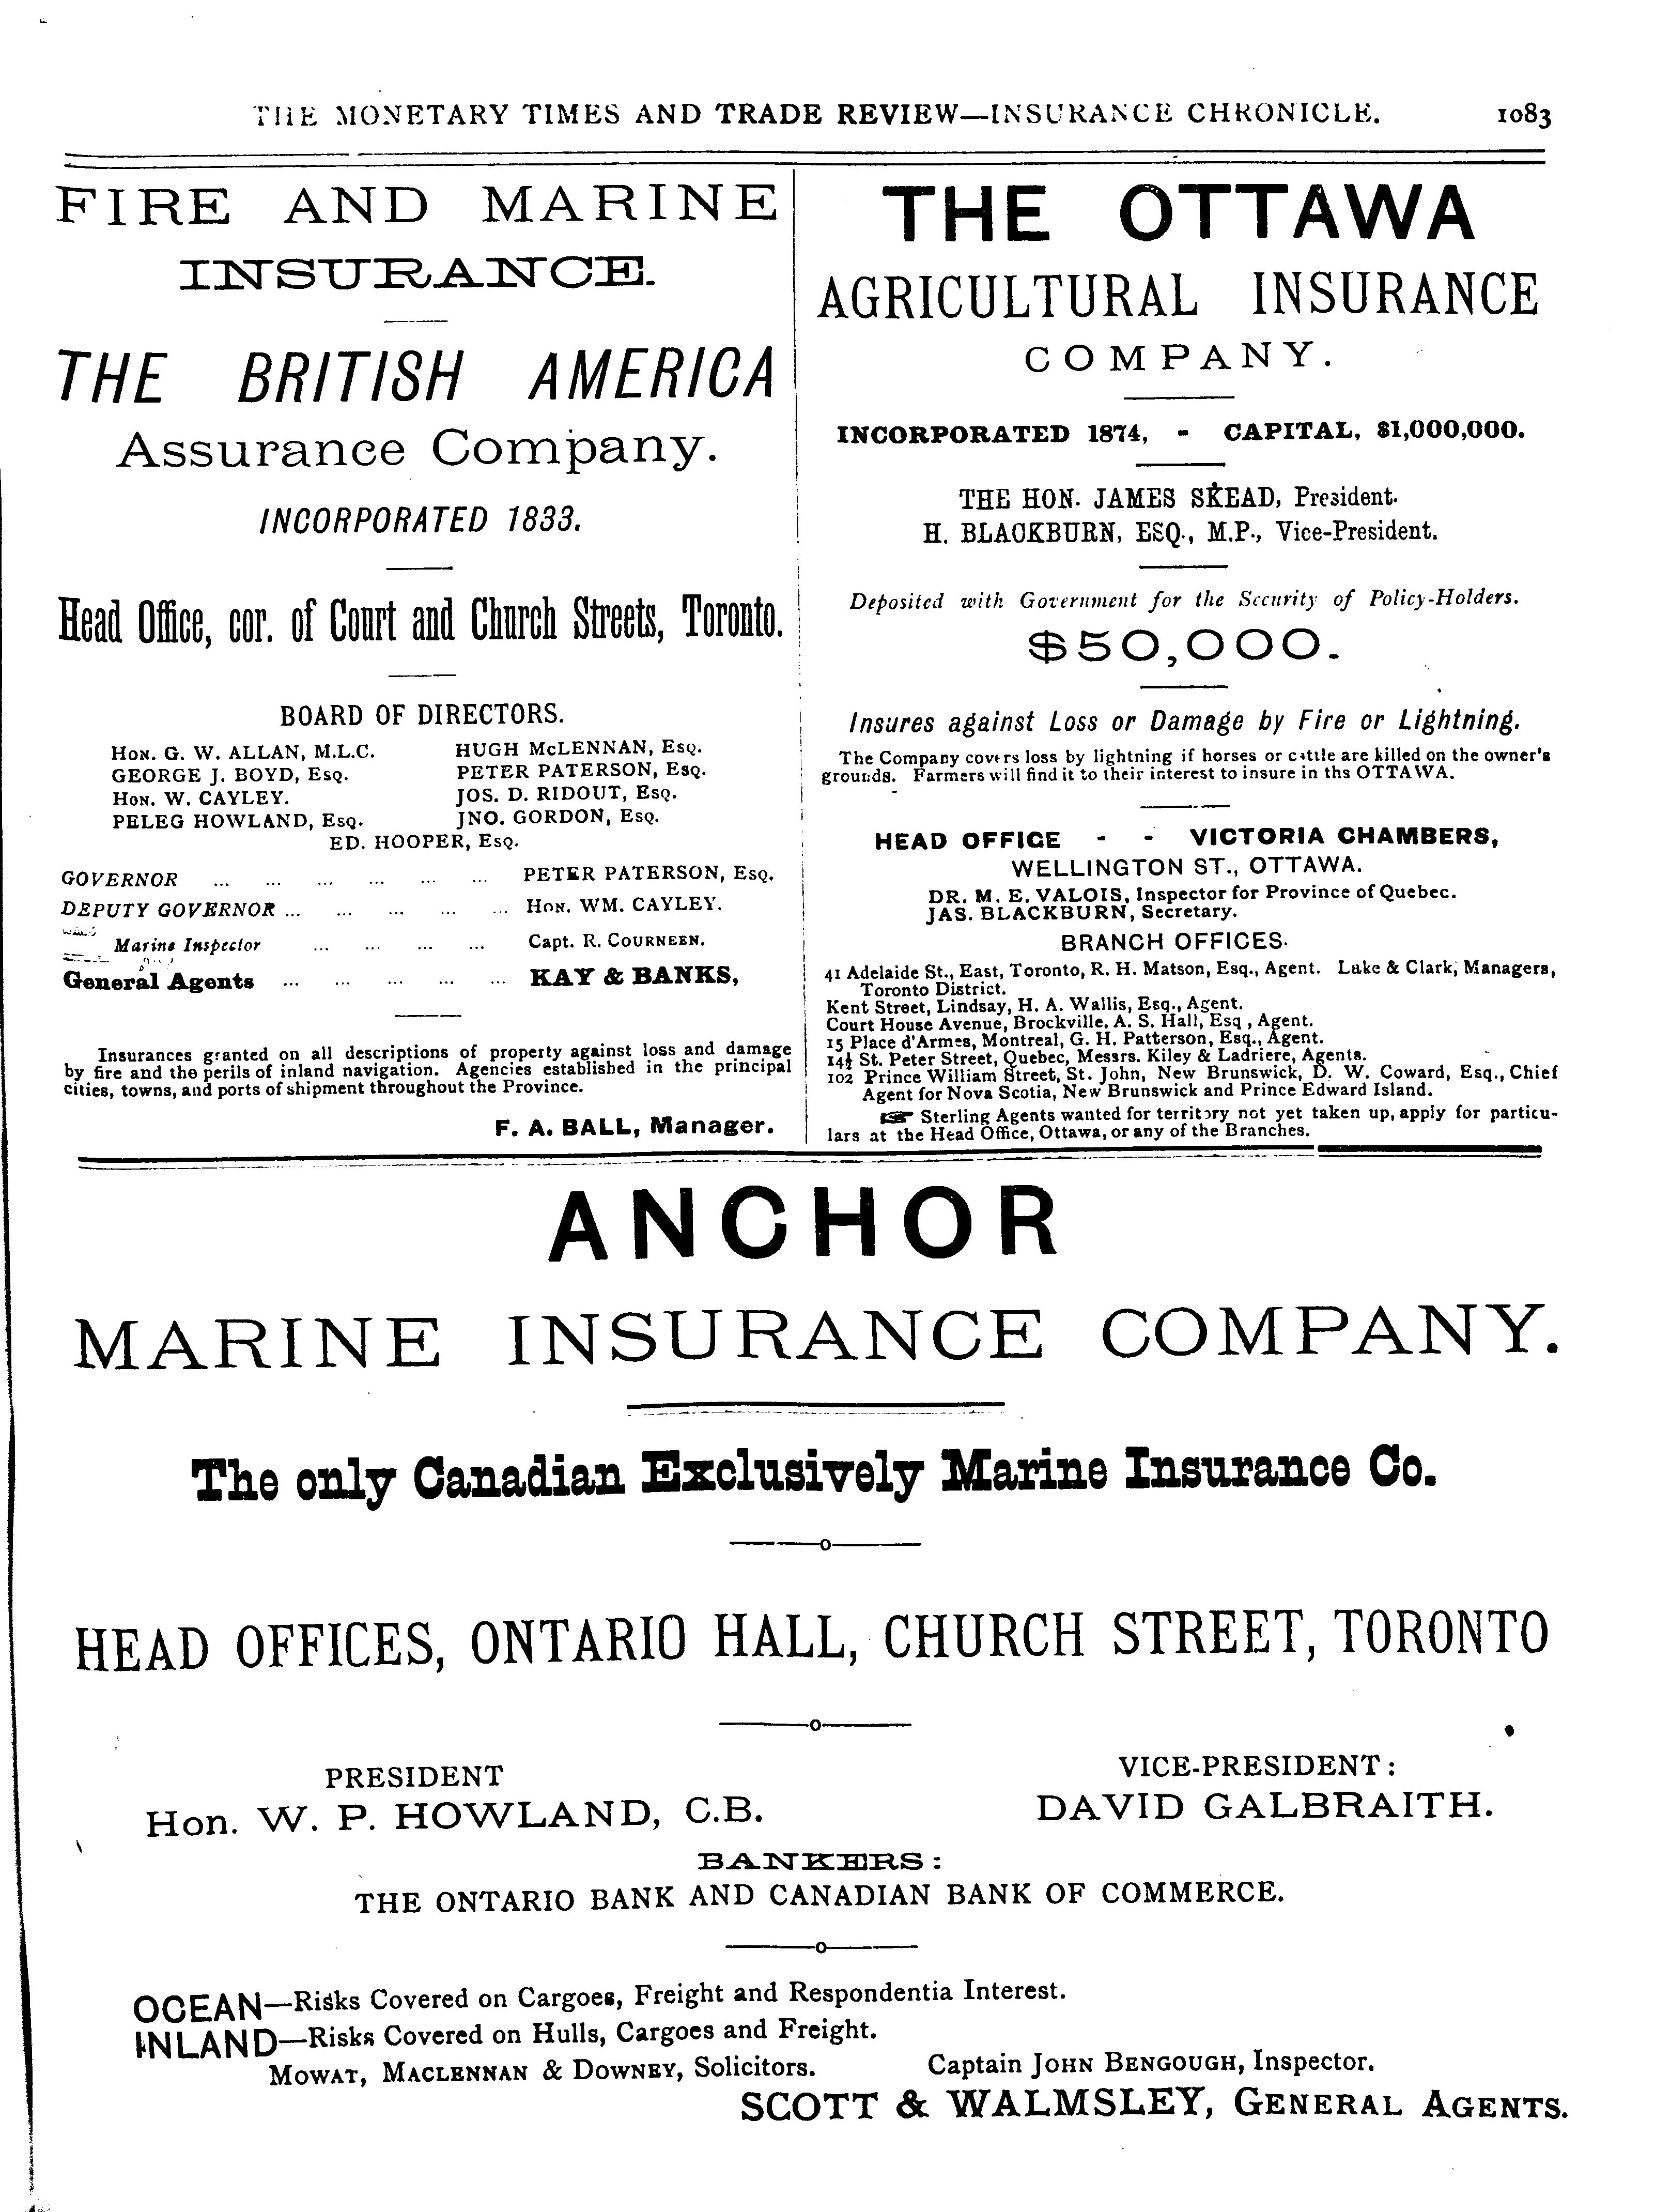 THE MONETARY TIMES AND TRADE REVIEW—INSURANCE CHRONICLE. 1083
FIRE AND MARINE
INSURANCE.
THE BRITISH AMERICA
Assurance Company.
INCORPORATED 1833.
Head Office, cor. of Court and Church Streets, Toronto.
BOARD OF DIRECTORS.
HON. G. W. ALLAN, M.L.C. HUGH McLENNAN, ESQ.
GEORGE J. BOYD, ESQ. PETER PATERSON, ESQ.
HON. W. CAYLEY. JOS. D. RIDOUT, ESQ.
PELEG HOWLAND, ESQ. JNO. GORDON, ESQ.
ED. HOOPER, ESQ.
GOVERNOR ... ... ... ... ... ... PETER PATERSON, ESQ.
DEPUTY GOVERNOR ... ... ... ... ... HON. WM. CAYLEY.
Marine Inspector ... ... ... ... Capt. R. COURNEEN.
General Agents ... ... ... ... ... KAY & BANKS,
Insurances granted on all descriptions of property against loss and damage
by fire and the perils of inland navigation. Agencies established in the principal
cities, towns, and ports of shipment throughout the Province.
F. A. BALL, Manager.
THE OTTAWA
AGRICULTURAL INSURANCE
COMPANY.
INCORPORATED 1874, - CAPITAL, $1,000,000.
THE HON. JAMES SKEAD, President.
H. BLACKBURN, ESQ., M.P., Vice-President.
Deposited with Government for the Security of Policy-Holders.
$50,000.
Insures against Loss or Damage by Fire or Lightning.
The Company covers loss by lightning if horses or cattle are killed on the owner's
grounds. Farmers will find it to their interest to insure in ths OTTAWA.
HEAD OFFICE - - VICTORIA CHAMBERS,
WELLINGTON ST., OTTAWA.
DR. M. E. VALOIS, Inspector for Province of Quebec.
JAS. BLACKBURN, Secretary.
BRANCH OFFICES.
41 Adelaide St., East, Toronto, R. H. Matson, Esq., Agent. Lake & Clark, Managers,
Toronto District.
Kent Street, Lindsay, H. A. Wallis, Esq., Agent.
Court House Avenue, Brockville, A. S. Hall, Esq, Agent.
15 Place d'Armes, Montreal, G. H. Patterson, Esq., Agent.
14½ St. Peter Street, Quebec, Messrs. Kiley & Ladriere, Agents.
102 Prince William Street, St. John, New Brunswick, D. W. Coward, Esq., Chief
Agent for Nova Scotia, New Brunswick and Prince Edward Island.
☞ Sterling Agents wanted for territory not yet taken up, apply for particu-
lars at the Head Office, Ottawa, or any of the Branches.
ANCHOR
MARINE INSURANCE COMPANY.
The only Canadian Exclusively Marine Insurance Co.
HEAD OFFICES, ONTARIO HALL, CHURCH STREET, TORONTO
PRESIDENT
Hon. W. P. HOWLAND, C.B.
VICE-PRESIDENT:
DAVID GALBRAITH.
BANKERS:
THE ONTARIO BANK AND CANADIAN BANK OF COMMERCE.
OCEAN—Risks Covered on Cargoes, Freight and Respondentia Interest.
INLAND—Risks Covered on Hulls, Cargoes and Freight.
MOWAT, MACLENNAN & DOWNEY, Solicitors. Captain JOHN BENGOUGH, Inspector.
SCOTT & WALMSLEY, GENERAL AGENTS.